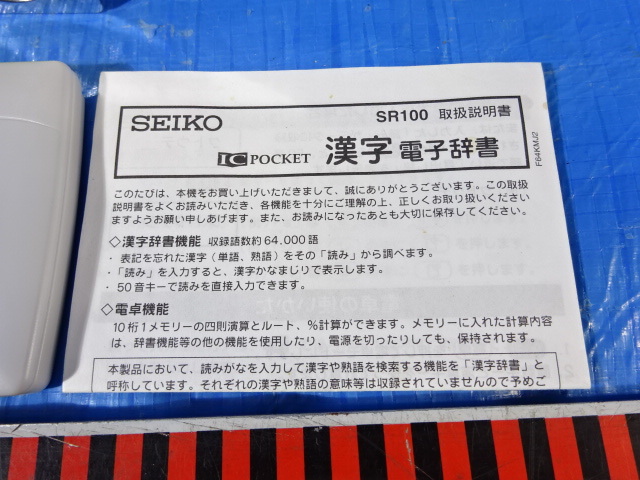 SR100 取扱説明書
SEIKO
IC POCKET 漢字 電子辞書
F64KMJ2
このたびは、本機をお買い上げいただきまして、誠にありがとうございます。この取扱
説明書をよくお読みいただき、各機能を十分にご理解の上、正しくお取り扱いください
ますようお願い申しあげます。また、お読みになったあとも大切に保存してください。
◇漢字辞書機能 収録語数約64,000語
・表記を忘れた漢字（単語、熟語）をその「読み」から調べます。
・「読み」を入力すると、漢字かなまじりで表示します。
・50音キーで読みを直接入力できます。
◇電卓機能
10桁1メモリーの四則演算とルート、%計算ができます。メモリーに入れた計算内容
は、辞書機能等の他の機能を使用したり、電源を切ったりしても、保持されます。
本製品において、読みがなを入力して漢字や熟語を検索する機能を「漢字辞書」と
呼称しています。それぞれの漢字や熟語の意味等は収録されていませんので予めご